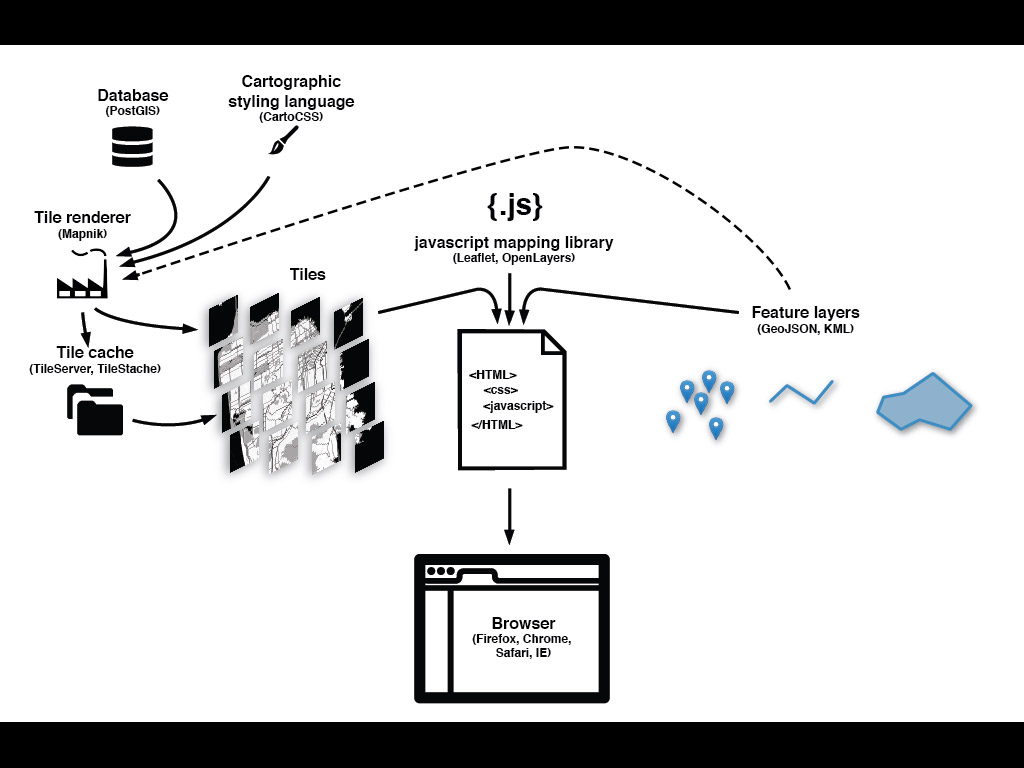 Database
(PostGIS)
Cartographic
styling language
(CartoCSS)
Tile renderer
(Mapnik)
{.js}
javascript mapping library
(Leaflet, OpenLayers)
Tiles
Feature layers
(GeoJSON, KML)
Tile cache
(TileServer, TileStache)
<HTML>
<css>
<javascript>
</HTML>
Browser
(Firefox, Chrome,
Safari, IE)